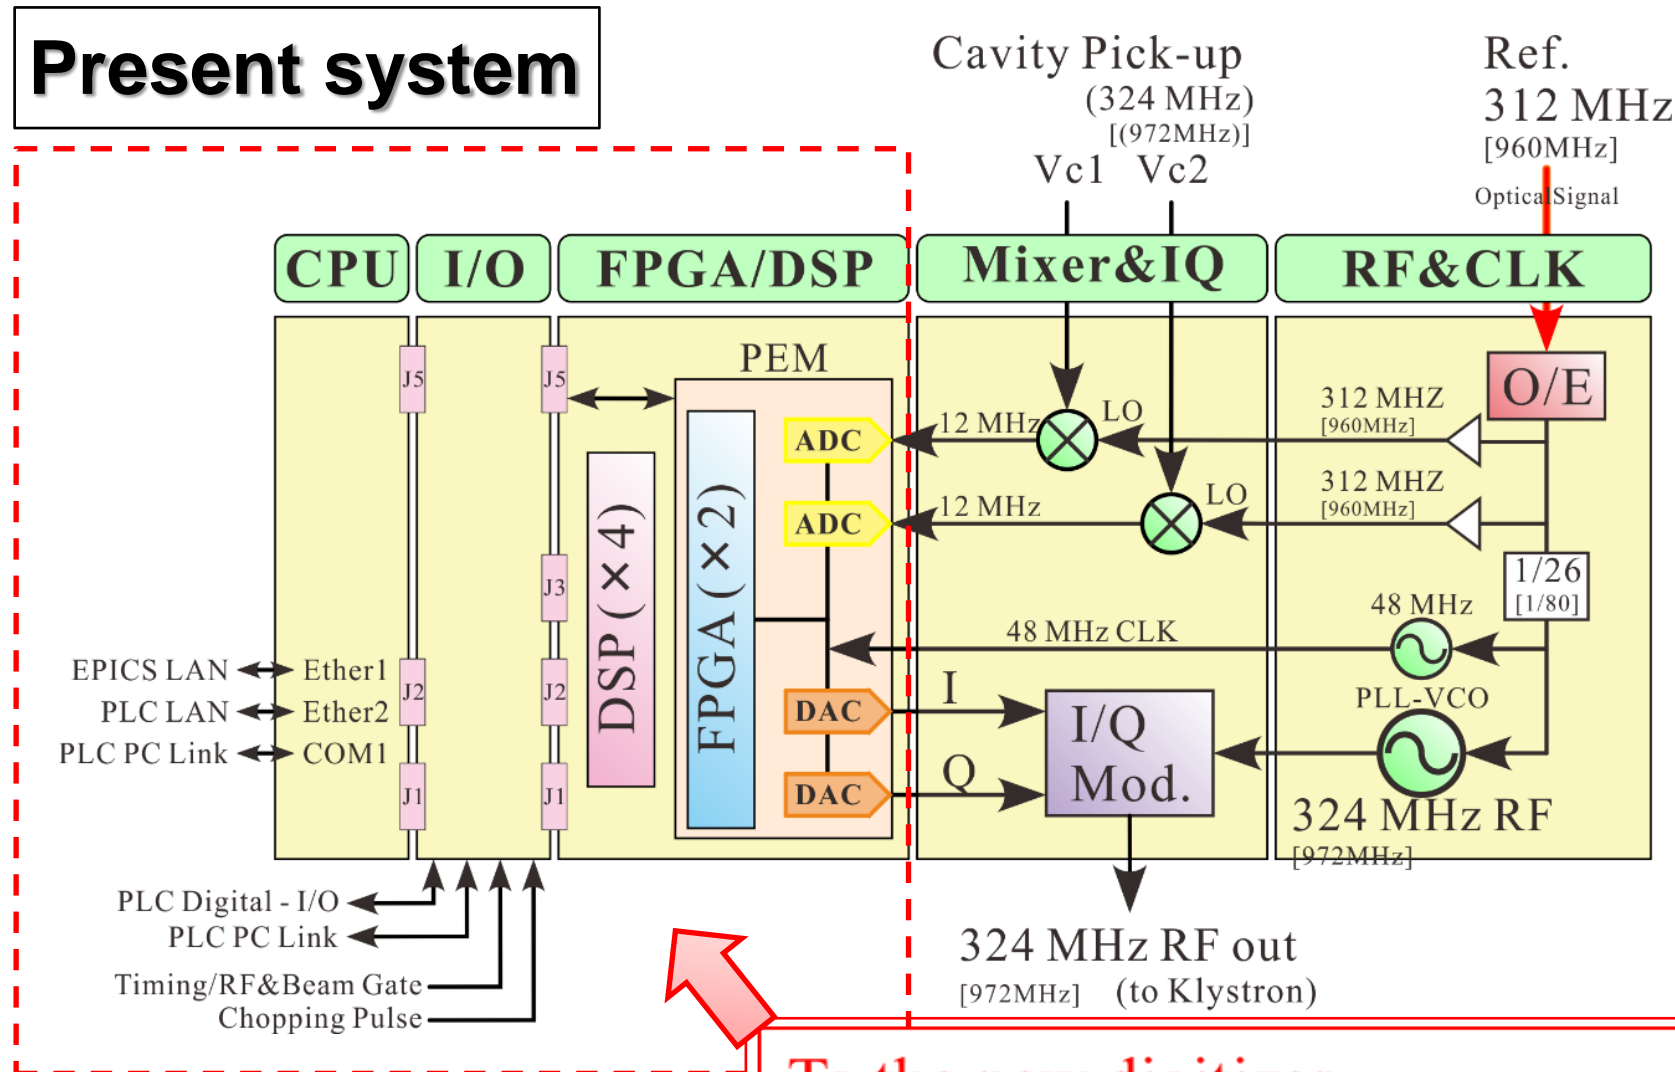 Present system
Cavity Pick-up
(324 MHz)
[(972MHz)]
Vc1 Vc2
Ref.
312 MHz
[960MHz]
OpticalSignal
CPU
I/O
FPGA/DSP
Mixer&IQ
RF&CLK
J5
J5
J3
J2
J2
J1
J1
PEM
DSP (×4)
FPGA (×2)
ADC
ADC
DAC
DAC
12 MHz
LO
312 MHZ
[960MHz]
O/E
12 MHz
LO
312 MHZ
[960MHz]
1/26
[1/80]
48 MHz
48 MHz CLK
PLL-VCO
I
Q
I/Q
Mod.
324 MHz RF
[972MHz]
EPICS LAN
Ether1
PLC LAN
Ether2
PLC PC Link
COM1
PLC Digital - I/O
PLC PC Link
Timing/RF&Beam Gate
Chopping Pulse
324 MHz RF out
[972MHz] (to Klystron)
To the new digitizer